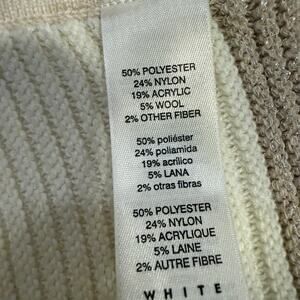 50% POLYESTER
24% NYLON
19% ACRYLIC
5% WOOL
2% OTHER FIBER
50% poliéster
24% poliamida
19% acrílico
5% LANA
2% otras fibras
50% POLYESTER
24% NYLON
19% ACRYLIQUE
5% LAINE
2% AUTRE FIBRE
WHITE